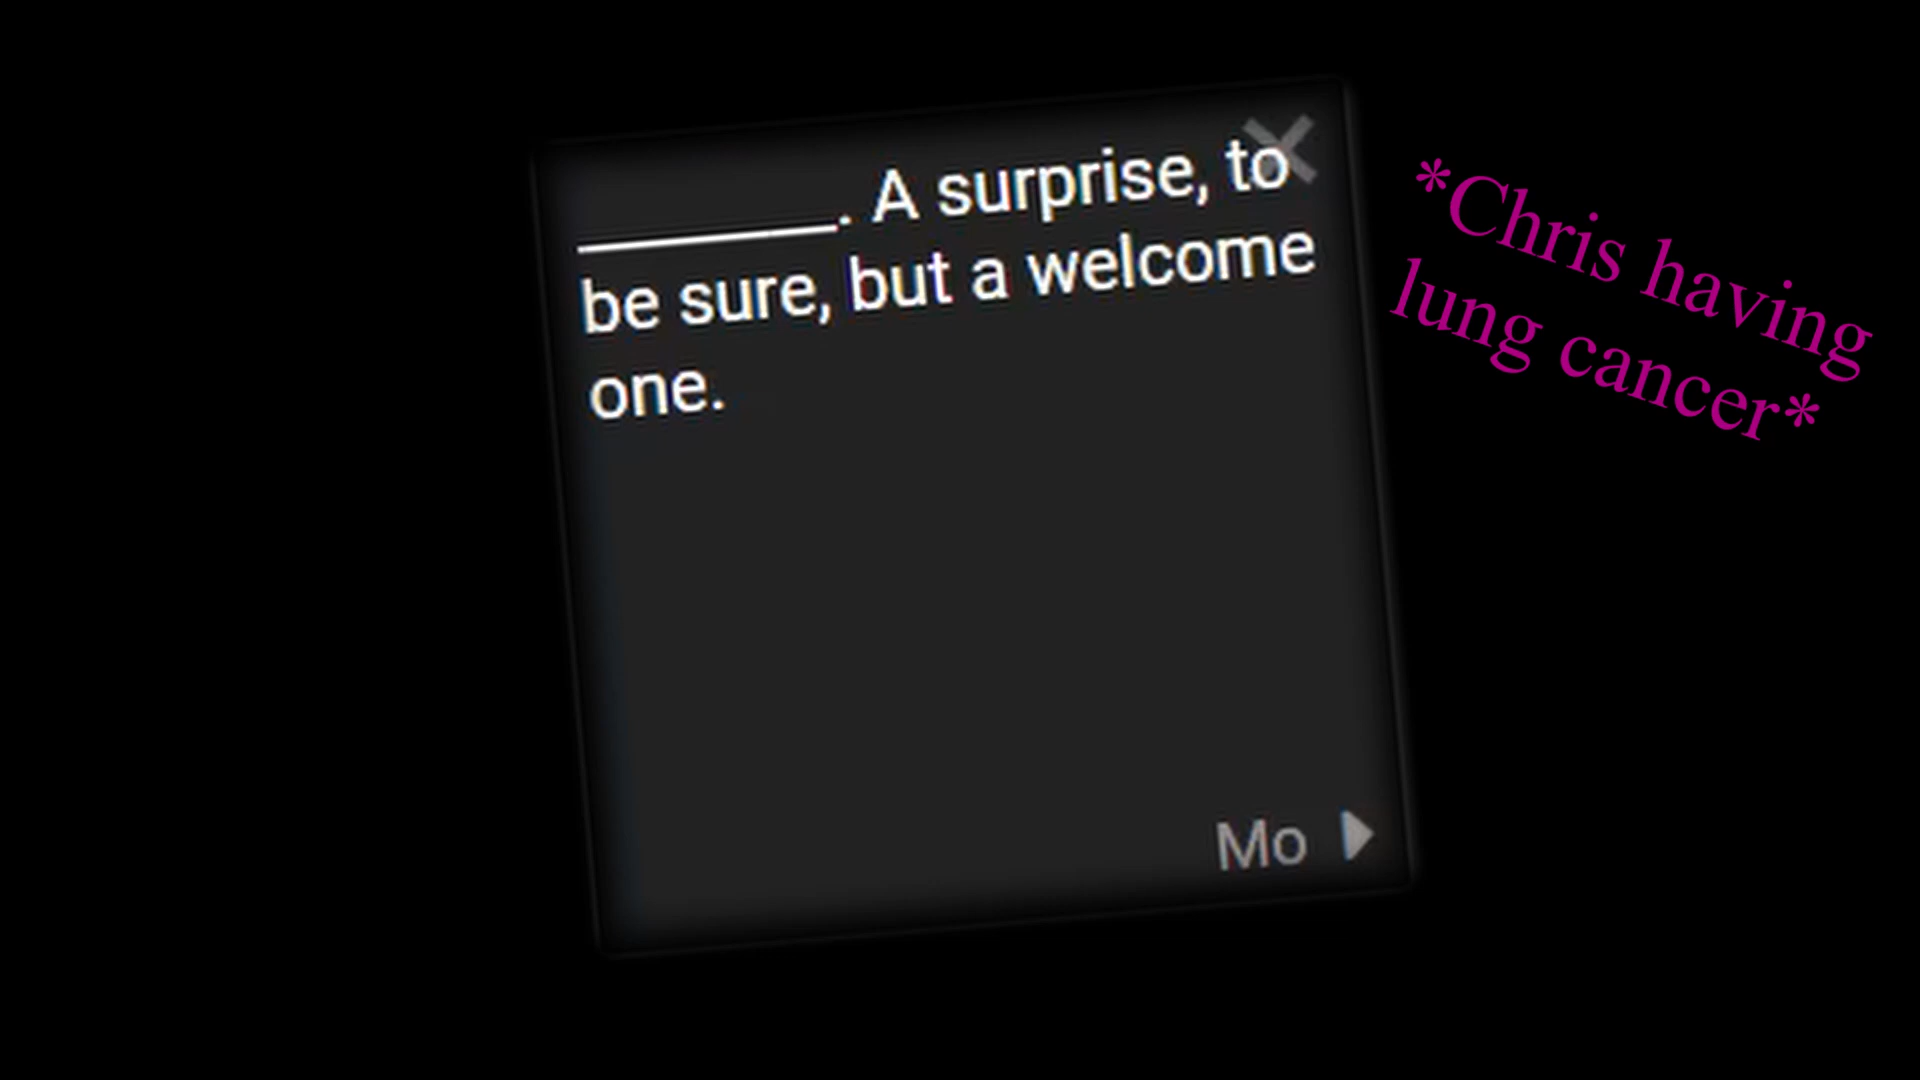 ________. A surprise, to
be sure, but a welcome
one.
Mo
*Chris having
lung cancer*